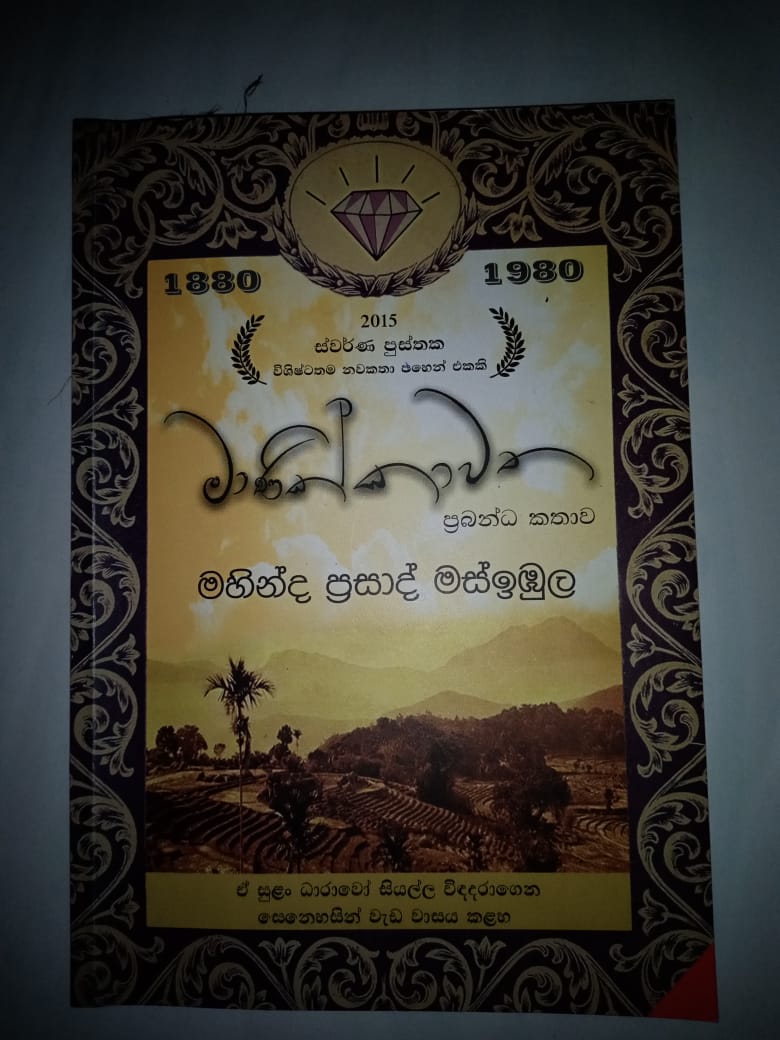 1880 1980
2015
ස්වර්ණ පුස්තක
විශිෂ්ටතම නවකතා පහෙන් එකකි
මාණික්කාවත
ප්‍රබන්ධ කතාව
මහින්ද ප්‍රසාද් මස්ඉඹුල
ඒ සුළං ධාරාවෝ සියල්ල විඳදරාගෙන
සෙනෙහසින් වැඩ වාසය කළහ